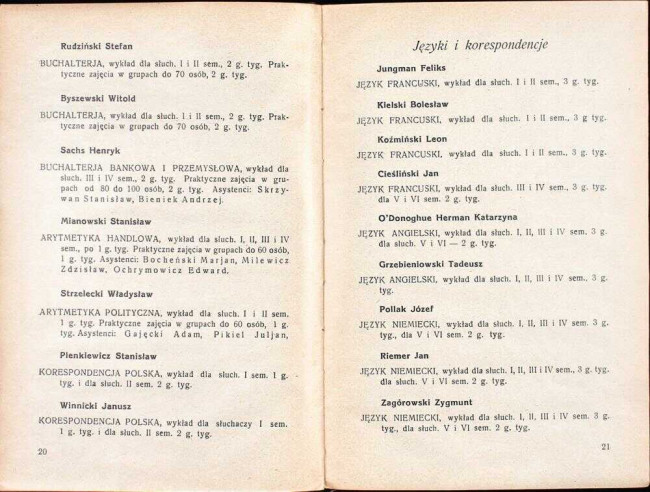 Rudziński Stefan
BUCHALTERJA, wykład dla słuch. I i II sem., 2 g. tyg. Prak-
tyczne zajęcia w grupach do 70 osób, 2 g. tyg.
Byszewski Witold
BUCHALTERJA, wykład dla słuch. I i II sem., 2 g. tyg. Prak-
tyczne zajęcia w grupach do 70 osób, 2 g. tyg.
Sachs Henryk
BUCHALTERJA BANKOWA I PRZEMYSŁOWA, wykład dla
słuch. III i IV sem., 2 g. tyg. Praktyczne zajęcia w gru-
pach od 80 do 100 osób, 2 g. tyg. Asystenci: Skrzy-
wan Stanisław, Bieniek Andrzej.
Mianowski Stanisław
ARYTMETYKA HANDLOWA, wykład dla słuch. I, II, III i IV
sem., po 1 g. tyg. Praktyczne zajęcia w grupach do 60 osób,
1 g. tyg. Asystenci: Bocheński Marjan, Milewicz
Zdzisław, Ochrymowicz Edward.
Strzelecki Władysław
ARYTMETYKA POLITYCZNA, wykład dla słuch. I i II sem.
1 g. tyg. Praktyczne zajęcia w grupach do 60 osób, 1 g.
tyg. Asystenci: Gajęcki Adam, Pikiel Juljan,
Pienkiewicz Stanisław
KORESPONDENCJA POLSKA, wykład dla słuch. I sem. 1 g.
tyg. i dla słuch. II sem. 2 g. tyg.
Winnicki Janusz
KORESPONDENCJA POLSKA, wykład dla słuchaczy I sem.
1 g. tyg. i dla słuch. II sem. 2 g. tyg.
20
Języki i korespondencje
Jungman Feliks
JĘZYK FRANCUSKI, wykład dla słuch. I i II sem., 3 g. tyg.
Kielski Bolesław
JĘZYK FRANCUSKI, wykład dla słuch. I i II sem., 3 g tyg.
Koźmiński Leon
JĘZYK FRANCUSKI, wykład dla słuch. I i II sem., 3 g. tyg.
Cieśliński Jan
JĘZYK FRANCUSKI, wykład dla słuch. III i IV sem., 3 g. tyg.,
dla V i VI sem. 2 g. tyg.
O'Donoghue Herman Katarzyna
JĘZYK ANGIELSKI, wykład dla słuch. I, II, III i IV sem. 3 g.
dla słuch. V i VI — 2 g. tyg.
Grzebieniowski Tadeusz
JĘZYK ANGIELSKI, wykład dla słuch. I, II, III i IV sem., 3 g.
tyg.
Pollak Józef
JĘZYK NIEMIECKI, wykład dla słuch. I, II, III i IV sem. 3 g.
tyg., dla V i VI sem. 2 g. tyg.
Riemer Jan
JĘZYK NIEMIECKI, wykład dla słuch. I, II, III i IV sem., 3 g. tyg.
dla słuch. V i VI sem. 2 g. tyg.
Zagórowski Zygmunt
JĘZYK NIEMIECKI, wykład dla słuch. I, II, III i IV sem. 3 g.
tyg., dla słuch. V i VI sem. 2 g. tyg.
21